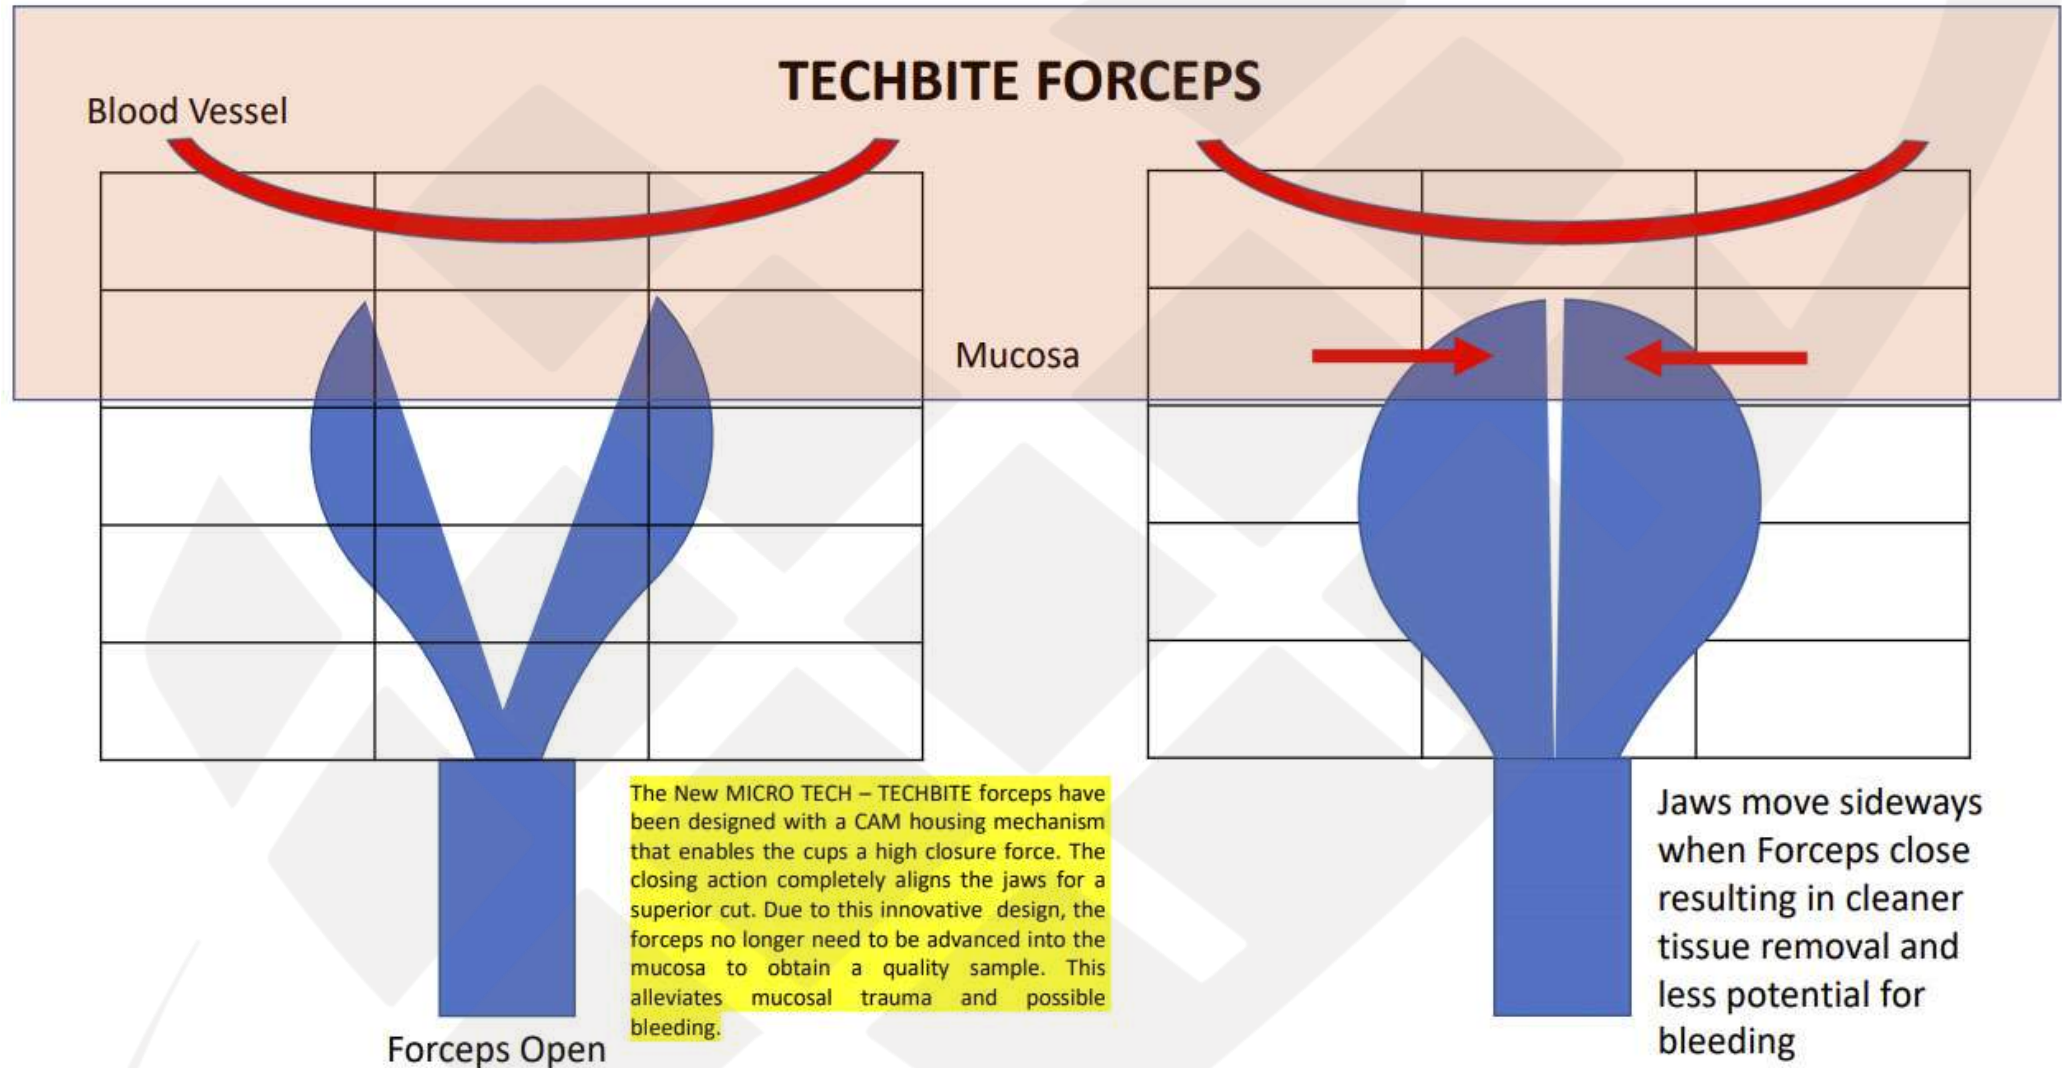 TECHBITE FORCEPS
Blood Vessel
Mucosa
The New MICRO TECH – TECHBITE forceps have
been designed with a CAM housing mechanism
that enables the cups a high closure force. The
closing action completely aligns the jaws for a
superior cut. Due to this innovative design, the
forceps no longer need to be advanced into the
mucosa to obtain a quality sample. This
alleviates mucosal trauma and possible
bleeding.
Forceps Open
Jaws move sideways
when Forceps close
resulting in cleaner
tissue removal and
less potential for
bleeding